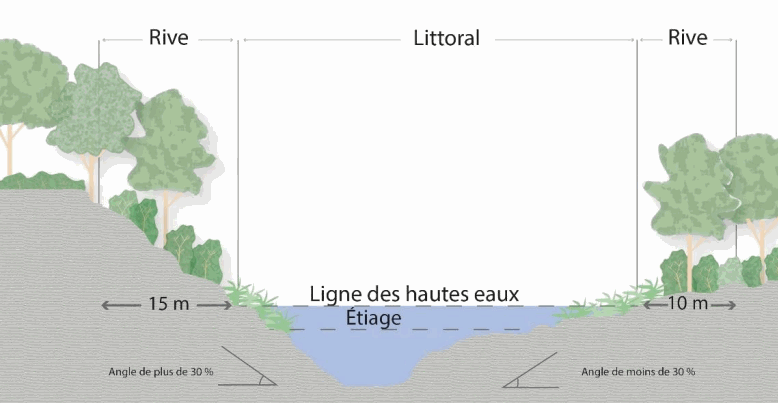 Rive
Littoral
Rive
Ligne des hautes eaux
15 m
10 m
Étiage
Angle de plus de 30 %
Angle de moins de 30 %